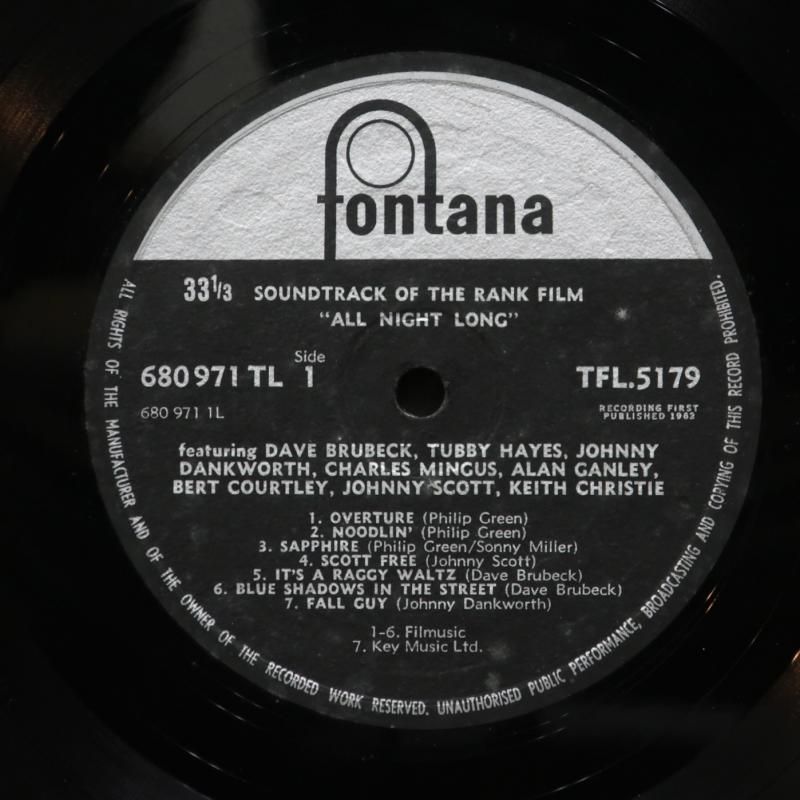 fontana
33 1/3 SOUNDTRACK OF THE RANK FILM
"ALL NIGHT LONG"
Side
680 971 TL 1 TFL.5179
680 971 1L RECORDING FIRST
PUBLISHED 1962
featuring DAVE BRUBECK, TUBBY HAYES, JOHNNY
DANKWORTH, CHARLES MINGUS, ALAN GANLEY,
BERT COURTLEY, JOHNNY SCOTT, KEITH CHRISTIE
1. OVERTURE (Philip Green)
2. NOODLIN' (Philip Green)
3. SAPPHIRE (Philip Green/Sonny Miller)
4. SCOTT FREE (Johnny Scott)
5. IT'S A RAGGY WALTZ (Dave Brubeck)
6. BLUE SHADOWS IN THE STREET (Dave Brubeck)
7. FALL GUY (Johnny Dankworth)
1-6. Filmusic
7. Key Music Ltd.
ALL RIGHTS OF THE MANUFACTURER AND OF THE OWNER OF THE RECORDED WORK RESERVED. UNAUTHORISED PUBLIC PERFORMANCE, BROADCASTING AND COPYING OF THIS RECORD PROHIBITED.